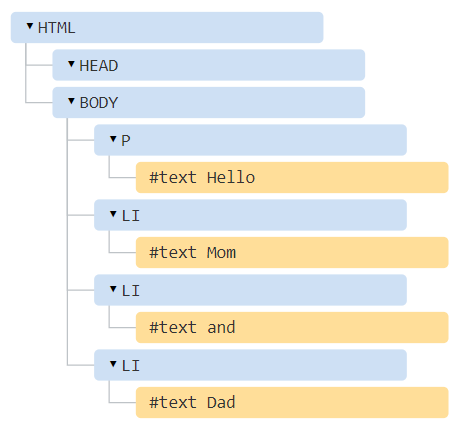 ▾ HTML
▾ HEAD
▾ BODY
▾ P
#text Hello
▾ LI
#text Mom
▾ LI
#text and
▾ LI
#text Dad